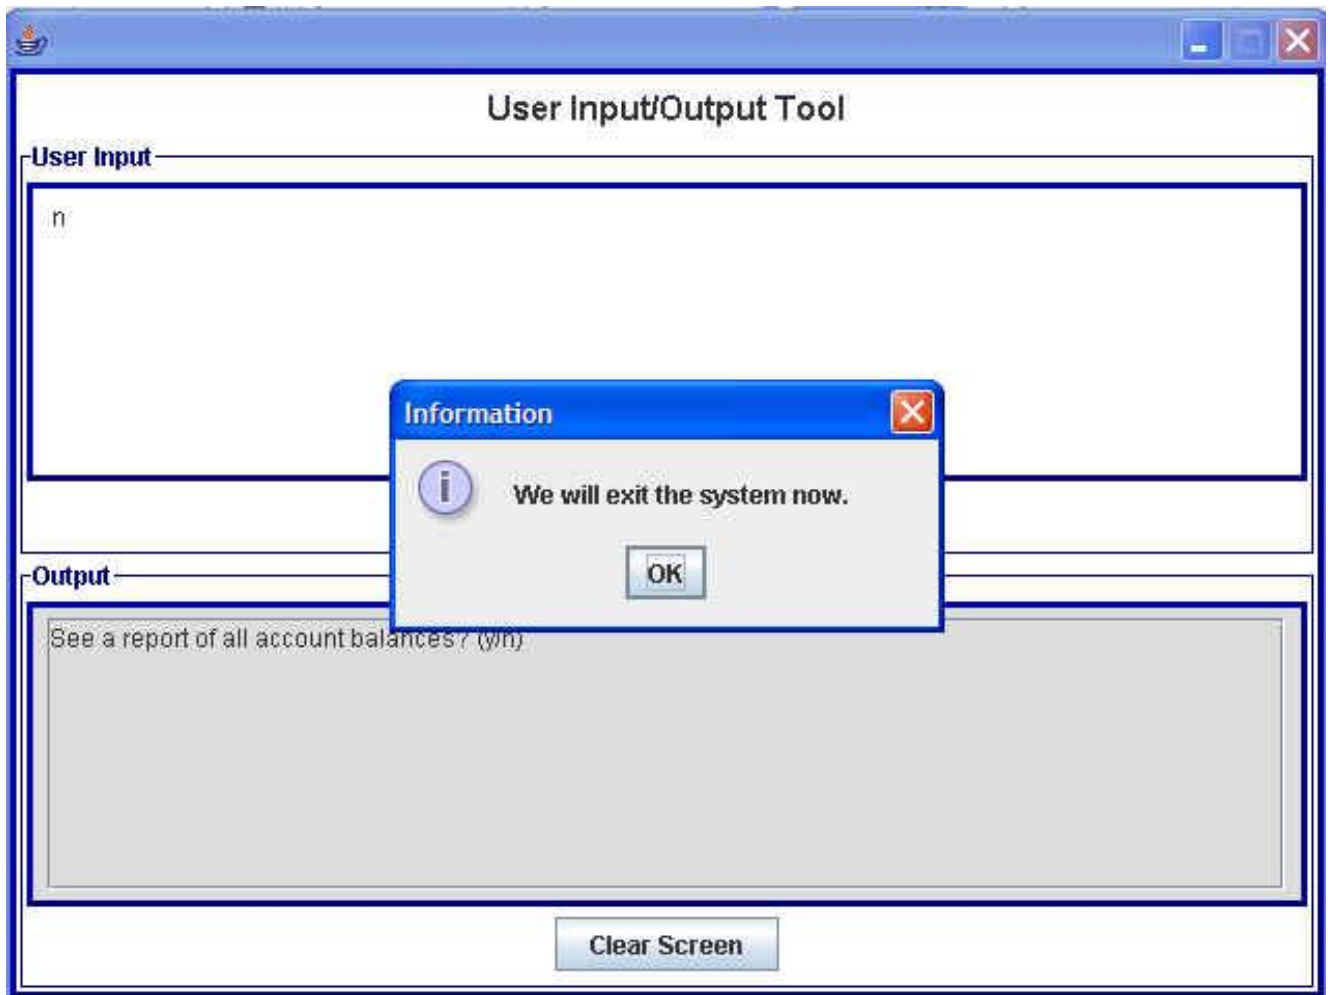 User Input/Output Tool
User Input
n
Information
i
We will exit the system now.
OK
Output
See a report of all account balances? (y/n)
Clear Screen